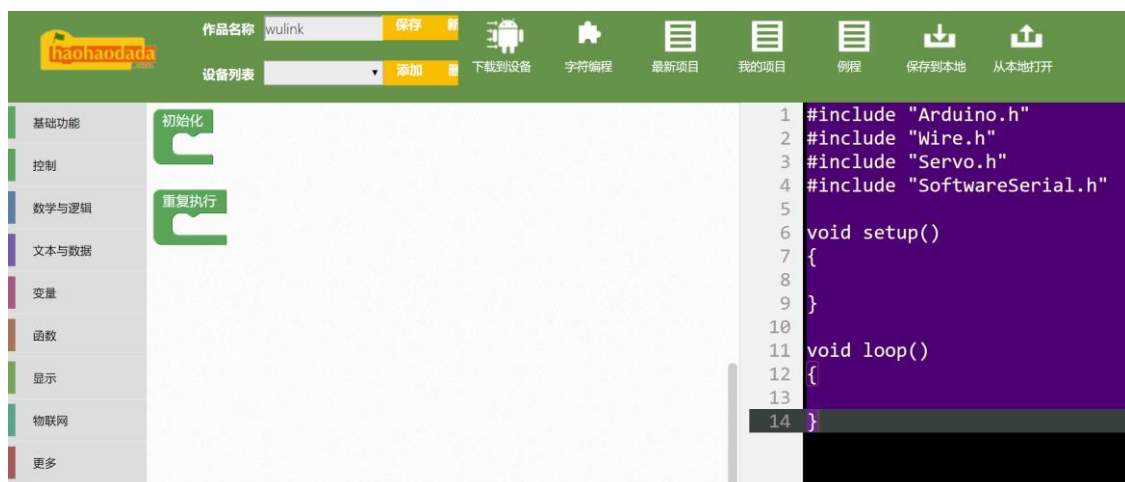 haohaodada
.com
作品名称 wulink 保存 新
设备列表 添加
下载到设备
字符编程
最新项目
我的项目
例程
保存到本地
从本地打开
基础功能
控制
数学与逻辑
文本与数据
变量
函数
显示
物联网
更多
初始化
重复执行
1 #include "Arduino.h"
2 #include "Wire.h"
3 #include "Servo.h"
4 #include "SoftwareSerial.h"
5
6 void setup()
7 {
8
9 }
10
11 void loop()
12 {
13
14 }